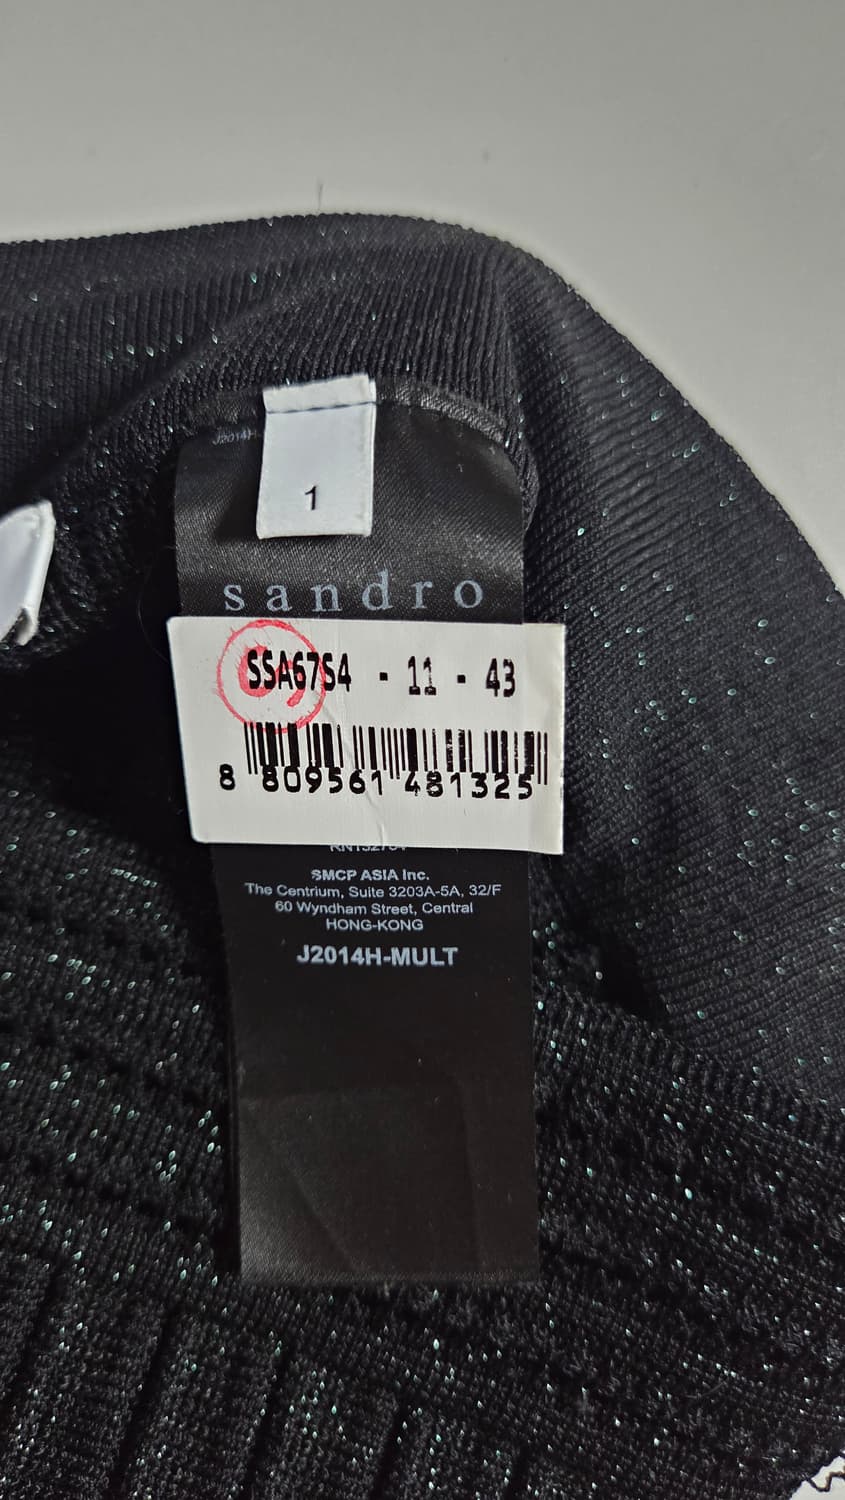 1
sandro
SSA67S4 - 11 - 43
8 809561 481325
SMCP ASIA Inc.
The Centrium, Suite 3203A-5A, 32/F
60 Wyndham Street, Central
HONG-KONG
J2014H-MULT